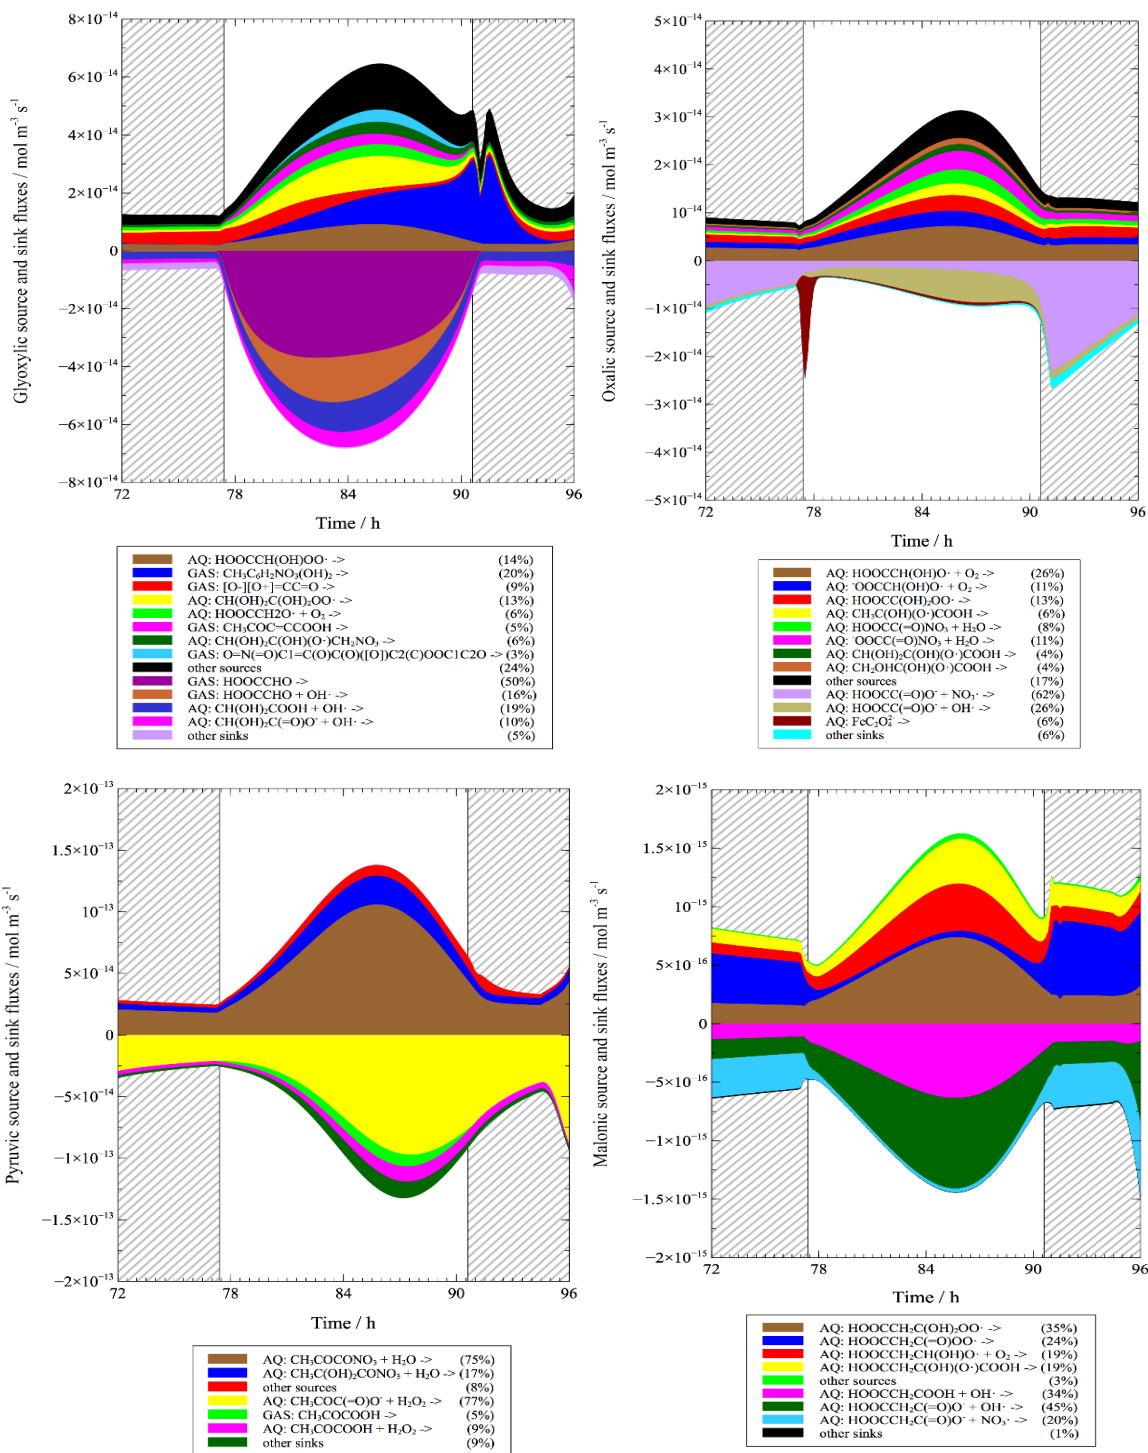 Glyoxylic source and sink fluxes / mol m⁻³ s⁻¹
8×10⁻¹⁴
6×10⁻¹⁴
4×10⁻¹⁴
2×10⁻¹⁴
0
−2×10⁻¹⁴
−4×10⁻¹⁴
−6×10⁻¹⁴
−8×10⁻¹⁴
72 78 84 90 96
Time / h
AQ: HOOCCH(OH)OO· -> (14%)
GAS: CH₃C₆H₂NO₃(OH)₂ -> (20%)
GAS: [O-][O+]=CC=O -> (9%)
AQ: CH(OH)₂C(OH)₂OO· -> (13%)
AQ: HOOCCH2O· + O₂ -> (6%)
GAS: CH₃COC=CCOOH -> (5%)
AQ: CH(OH)₂C(OH)(O·)CH₂NO₃ -> (6%)
GAS: O=N(=O)C1=C(O)C(O)([O])C2(C)OOC1C2O -> (3%)
other sources (24%)
GAS: HOOCCHO -> (50%)
GAS: HOOCCHO + OH· -> (16%)
AQ: CH(OH)₂COOH + OH· -> (19%)
AQ: CH(OH)₂C(=O)O⁻ + OH· -> (10%)
other sinks (5%)
Oxalic source and sink fluxes / mol m⁻³ s⁻¹
5×10⁻¹⁴
4×10⁻¹⁴
3×10⁻¹⁴
2×10⁻¹⁴
10⁻¹⁴
0
−1×10⁻¹⁴
−2×10⁻¹⁴
−3×10⁻¹⁴
−4×10⁻¹⁴
−5×10⁻¹⁴
72 78 84 90 96
Time / h
AQ: HOOCCH(OH)O· + O₂ -> (26%)
AQ: ⁻OOCCH(OH)O· + O₂ -> (11%)
AQ: HOOCC(OH)₂OO· -> (13%)
AQ: CH₃C(OH)(O·)COOH -> (6%)
AQ: HOOCC(=O)NO₃ + H₂O -> (8%)
AQ: ⁻OOCC(=O)NO₃ + H₂O -> (11%)
AQ: CH(OH)₂C(OH)(O·)COOH -> (4%)
AQ: CH₂OHC(OH)(O·)COOH -> (4%)
other sources (17%)
AQ: HOOCC(=O)O⁻ + NO₃· -> (62%)
AQ: HOOCC(=O)O⁻ + OH· -> (26%)
AQ: FeC₂O₄²⁻ -> (6%)
other sinks (6%)
Pyruvic source and sink fluxes / mol m⁻³ s⁻¹
2×10⁻¹³
1.5×10⁻¹³
1×10⁻¹³
5×10⁻¹⁴
0
−5×10⁻¹⁴
−1×10⁻¹³
−1.5×10⁻¹³
−2×10⁻¹³
72 78 84 90 96
Time / h
AQ: CH₃COCONO₃ + H₂O -> (75%)
AQ: CH₃C(OH)₂CONO₃ + H₂O -> (17%)
other sources (8%)
AQ: CH₃COC(=O)O⁻ + H₂O₂ -> (77%)
GAS: CH₃COCOOH -> (5%)
AQ: CH₃COCOOH + H₂O₂ -> (9%)
other sinks (9%)
Malonic source and sink fluxes / mol m⁻³ s⁻¹
2×10⁻¹⁵
1.5×10⁻¹⁵
1×10⁻¹⁵
5×10⁻¹⁶
0
−5×10⁻¹⁶
−1×10⁻¹⁵
−1.5×10⁻¹⁵
−2×10⁻¹⁵
72 78 84 90 96
Time / h
AQ: HOOCCH₂C(OH)₂OO· -> (35%)
AQ: HOOCCH₂C(=O)OO· -> (24%)
AQ: HOOCCH₂CH(OH)O· + O₂ -> (19%)
AQ: HOOCCH₂C(OH)(O·)COOH -> (19%)
other sources (3%)
AQ: HOOCCH₂COOH + OH· -> (34%)
AQ: HOOCCH₂C(=O)O⁻ + OH· -> (45%)
AQ: HOOCCH₂C(=O)O⁻ + NO₃· -> (20%)
other sinks (1%)